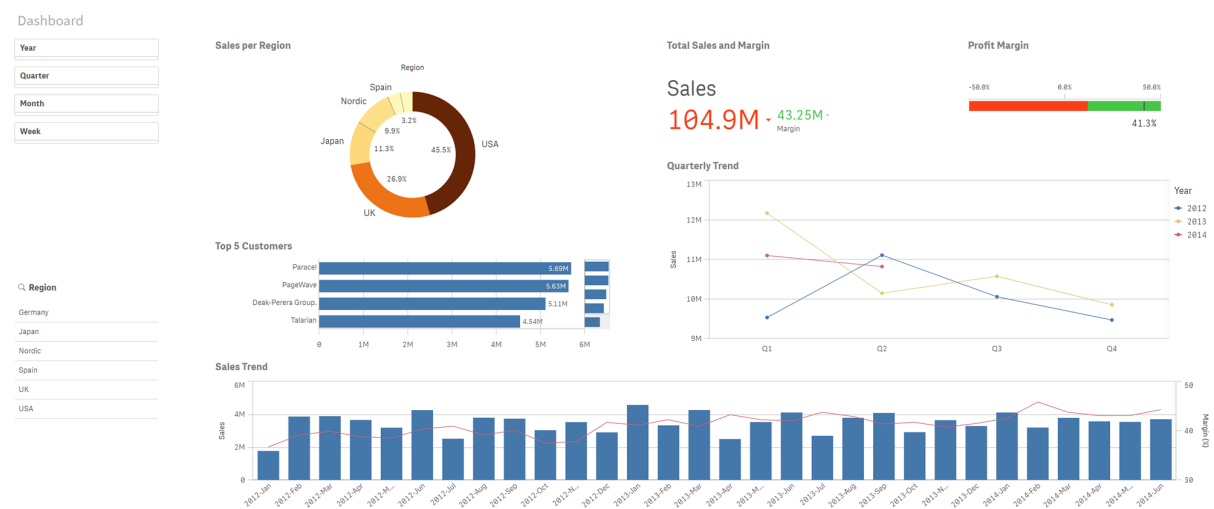 Dashboard
Year
Quarter
Month
Week
Region
Germany
Japan
Nordic
Spain
UK
USA
Sales per Region
Region
Spain
Nordic
Japan
UK
USA
3.2%
9.9%
11.3%
26.9%
45.5%
Top 5 Customers
Paracel
PageWave
Deak-Perera Group.
Talarian
5.69M
5.63M
5.11M
4.54M
0 1M 2M 3M 4M 5M 6M
Total Sales and Margin
Sales
104.9M
43.25M
Margin
Profit Margin
-50.0% 0.0% 50.0%
41.3%
Quarterly Trend
Sales
13M
12M
11M
10M
9M
Q1 Q2 Q3 Q4
Year
2012
2013
2014
Sales Trend
Sales
6M
4M
2M
0
50
40
30
Margin (%)
2012-Jan 2012-Feb 2012-Mar 2012-Apr 2012-M... 2012-Jun 2012-Jul 2012-Aug 2012-Sep 2012-Oct 2012-N... 2012-Dec 2013-Jan 2013-Feb 2013-Mar 2013-Apr 2013-M... 2013-Jun 2013-Jul 2013-Aug 2013-Sep 2013-Oct 2013-N... 2013-Dec 2014-Jan 2014-Feb 2014-Mar 2014-Apr 2014-M... 2014-Jun